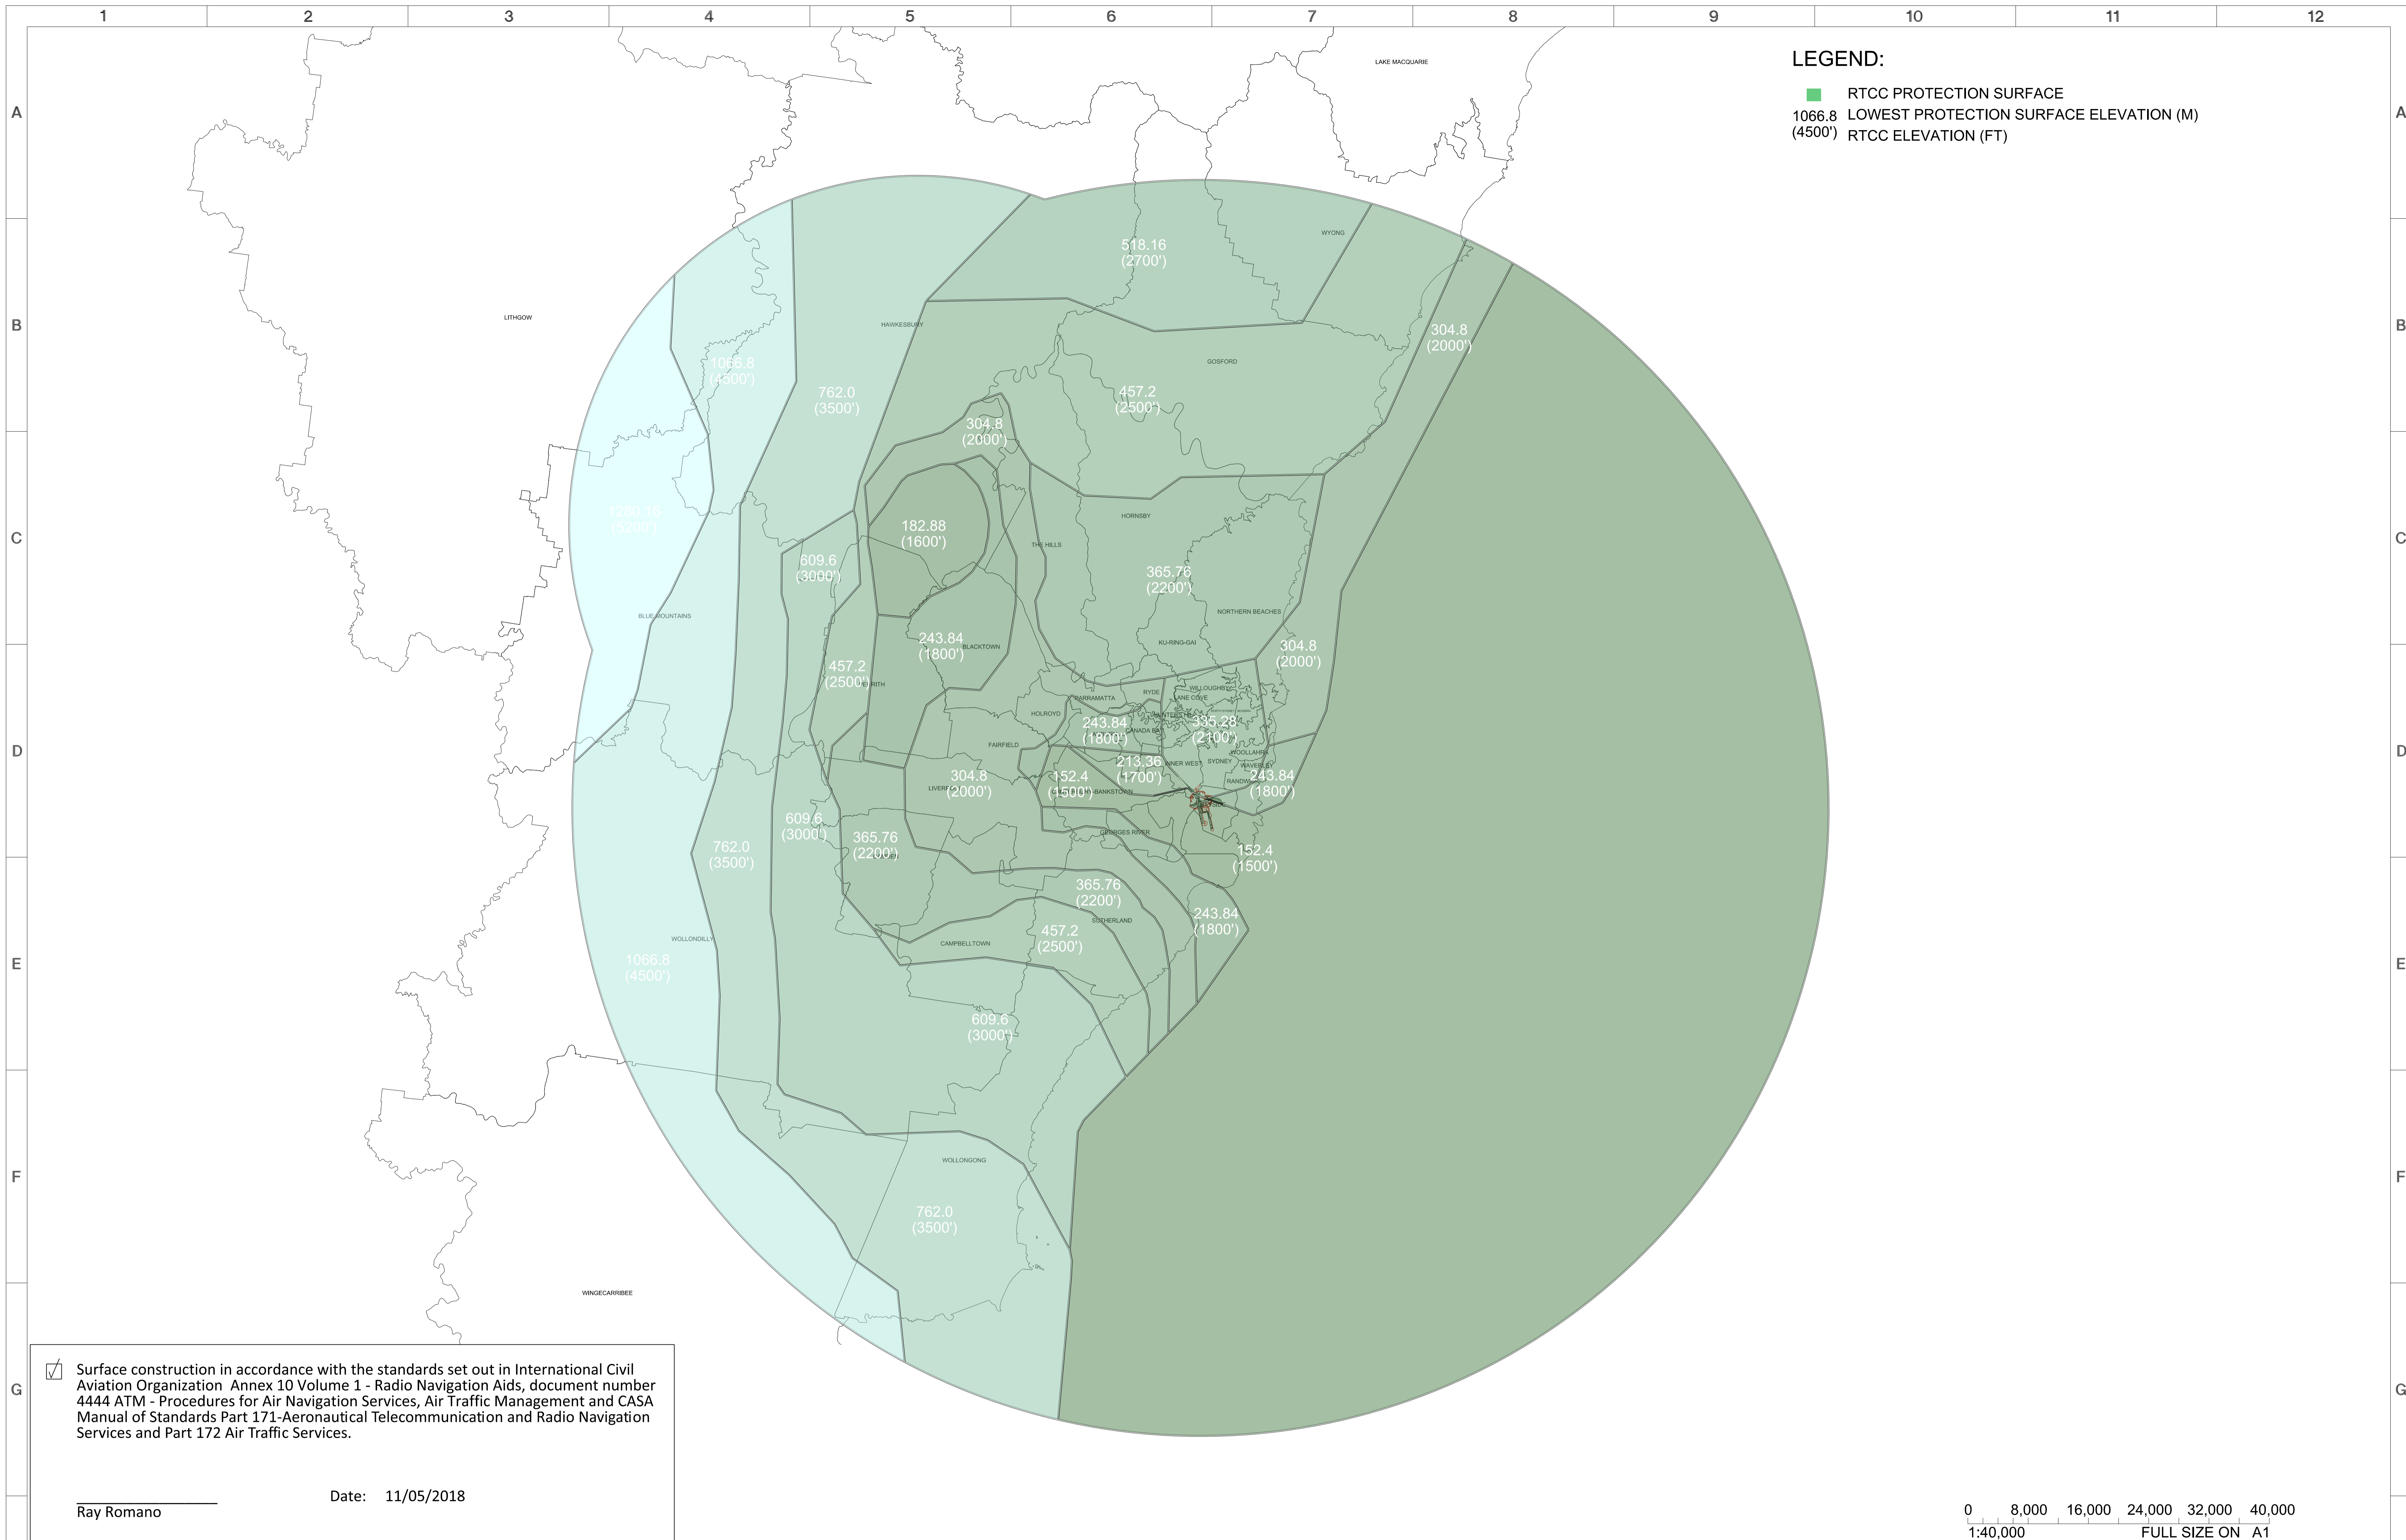 1 2 3 4 5 6 7 8 9 10 11 12
A A
B B
C C
D D
E E
F F
G G
LEGEND:
RTCC PROTECTION SURFACE
1066.8 LOWEST PROTECTION SURFACE ELEVATION (M)
(4500') RTCC ELEVATION (FT)
LAKE MACQUARIE
WYONG
518.16
(2700')
LITHGOW
HAWKESBURY
304.8
(2000')
GOSFORD
1066.8
(4500')
762.0
(3500')
457.2
(2500')
304.8
(2000')
1280.16
(5200')
HORNSBY
182.88
(1600')
THE HILLS
609.6
(3000')
365.76
(2200')
NORTHERN BEACHES
BLUE MOUNTAINS
243.84
(1800')
BLACKTOWN
KU-RING-GAI
304.8
(2000')
457.2
(2500')
WILLOUGHBY
RYDE
LANE COVE
PARRAMATTA
HOLROYD
243.84
(1800')
335.28
(2100')
FAIRFIELD
WOOLLAHRA
213.36
(1700')
INNER WEST
SYDNEY
WAVERLEY
304.8
(2000')
152.4
(1500')
243.84
(1800')
GEORGES RIVER
609.6
(3000')
365.76
(2200')
762.0
(3500')
152.4
(1500')
365.76
(2200')
243.84
(1800')
SUTHERLAND
457.2
(2500')
WOLLONDILLY
CAMPBELLTOWN
1066.8
(4500')
609.6
(3000')
WOLLONGONG
762.0
(3500')
WINGECARRIBEE
Surface construction in accordance with the standards set out in International Civil
Aviation Organization Annex 10 Volume 1 - Radio Navigation Aids, document number
4444 ATM - Procedures for Air Navigation Services, Air Traffic Management and CASA
Manual of Standards Part 171-Aeronautical Telecommunication and Radio Navigation
Services and Part 172 Air Traffic Services.
Date: 11/05/2018
Ray Romano
0 8,000 16,000 24,000 32,000 40,000
1:40,000 FULL SIZE ON A1